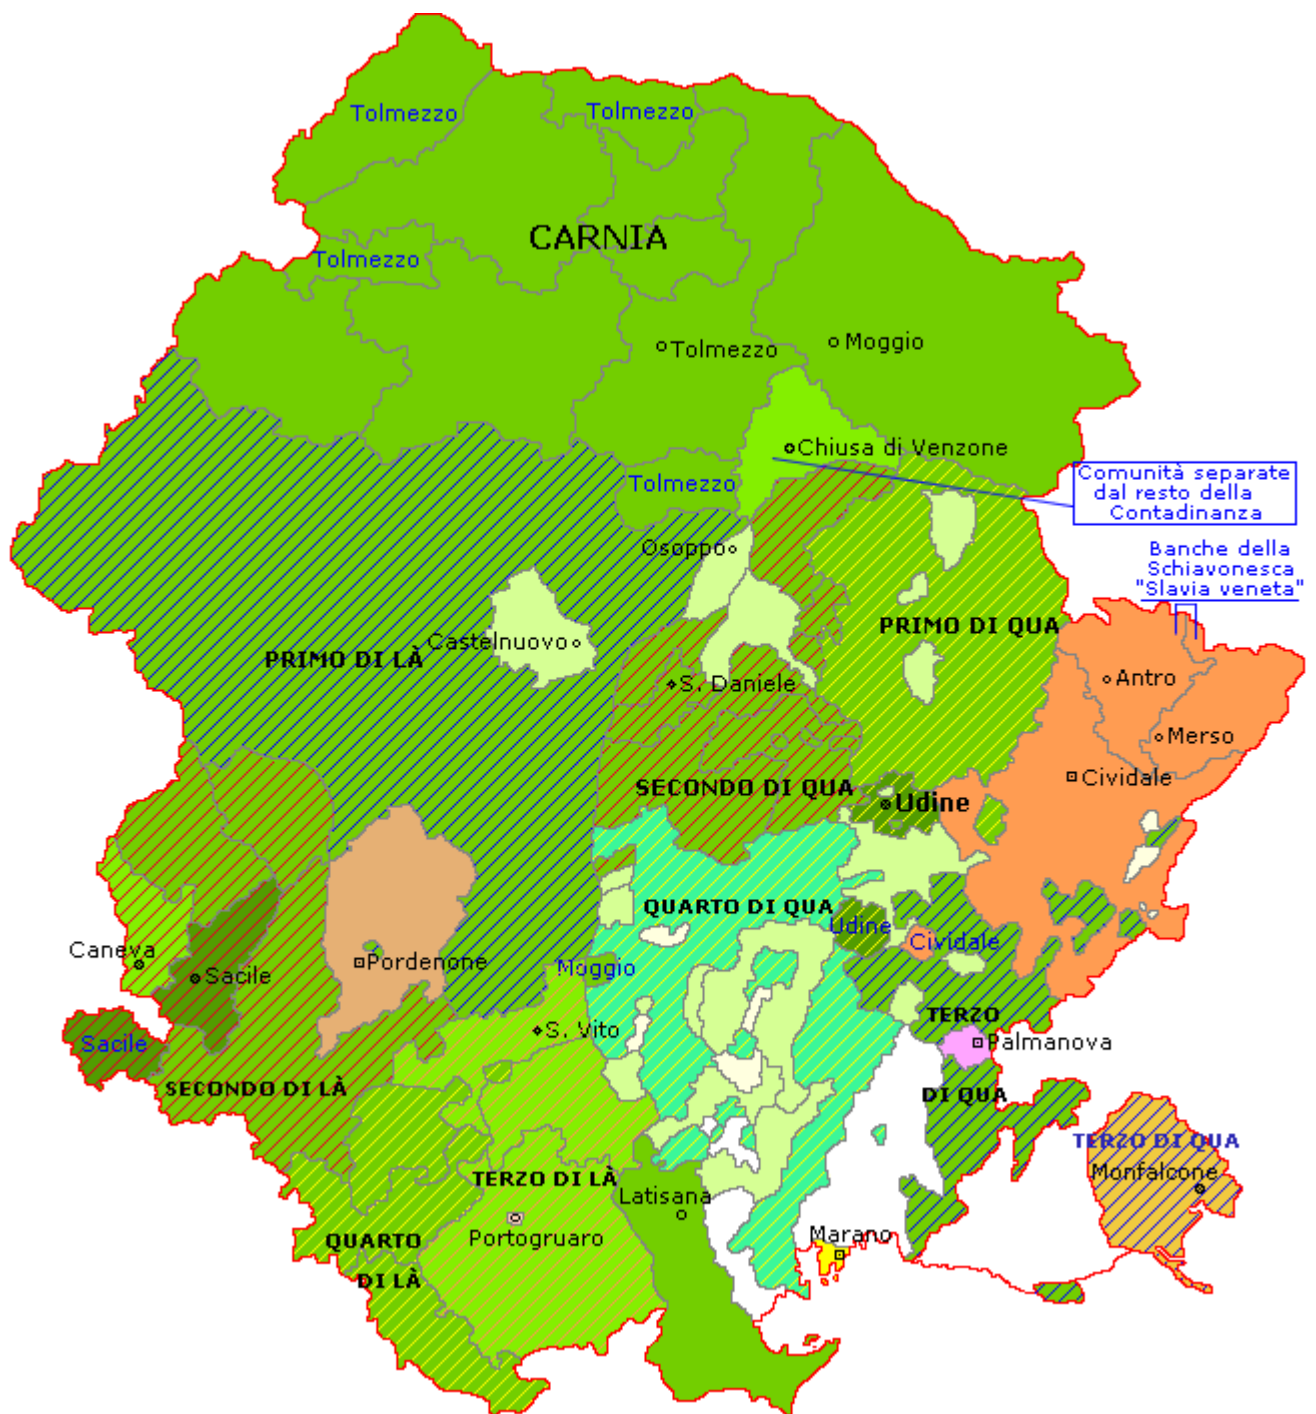 Tolmezzo
Tolmezzo
CARNIA
Tolmezzo
Tolmezzo
Moggio
Chiusa di Venzone
Tolmezzo
Comunità separate
dal resto della
Contadinanza
Osoppo
Banche della
Schiavonesca
"Slavia veneta"
PRIMO DI QUA
Castelnuovo
PRIMO DI LÀ
S. Daniele
Antro
Merso
Cividale
SECONDO DI QUA
Udine
QUARTO DI QUA
Udine
Cividale
Caneva
Sacile
Pordenone
Moggio
TERZO
S. Vito
Sacile
Palmanova
SECONDO DI LÀ
DI QUA
TERZO DI QUA
Monfalcone
TERZO DI LÀ
Latisana
Portogruaro
Marano
QUARTO
DI LÀ